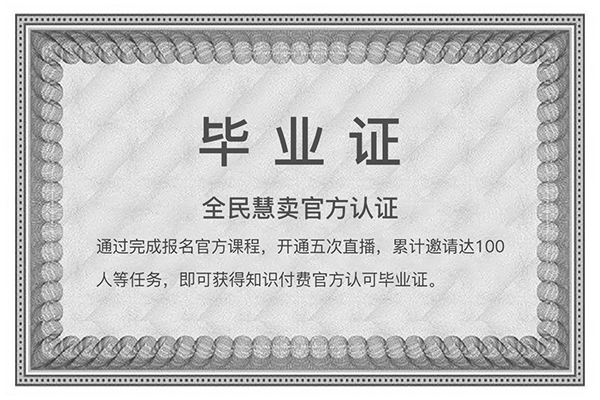 毕业证
全民慧卖官方认证
通过完成报名官方课程，开通五次直播，累计邀请达100
人等任务，即可获得知识付费官方认可毕业证。